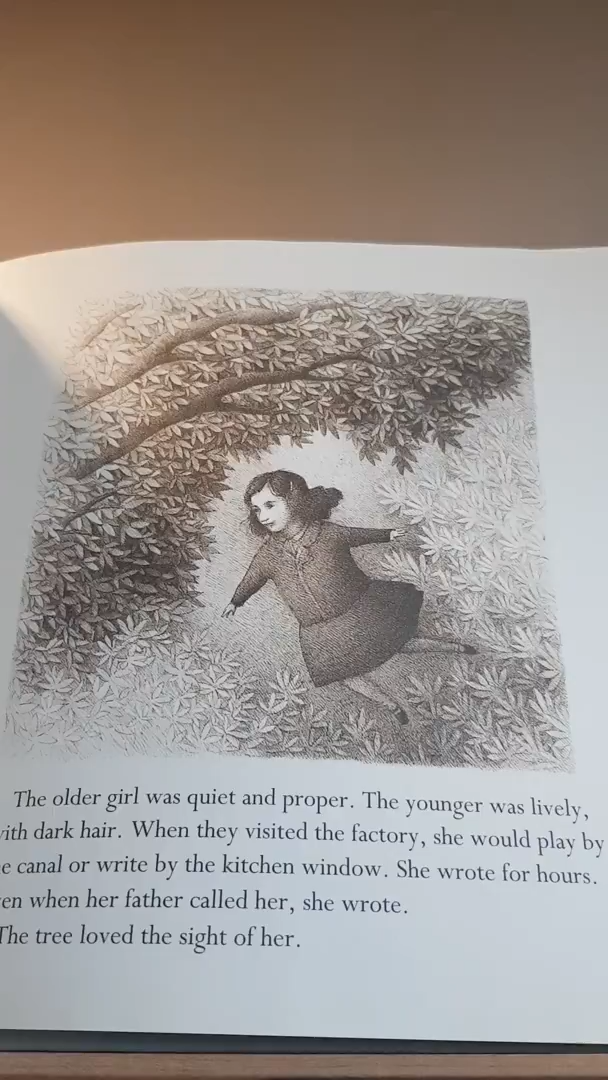 The older girl was quiet and proper. The younger was lively,
with dark hair. When they visited the factory, she would play by
canal or write by the kitchen window. She wrote for hours.
when her father called her, she wrote.
The tree loved the sight of her.